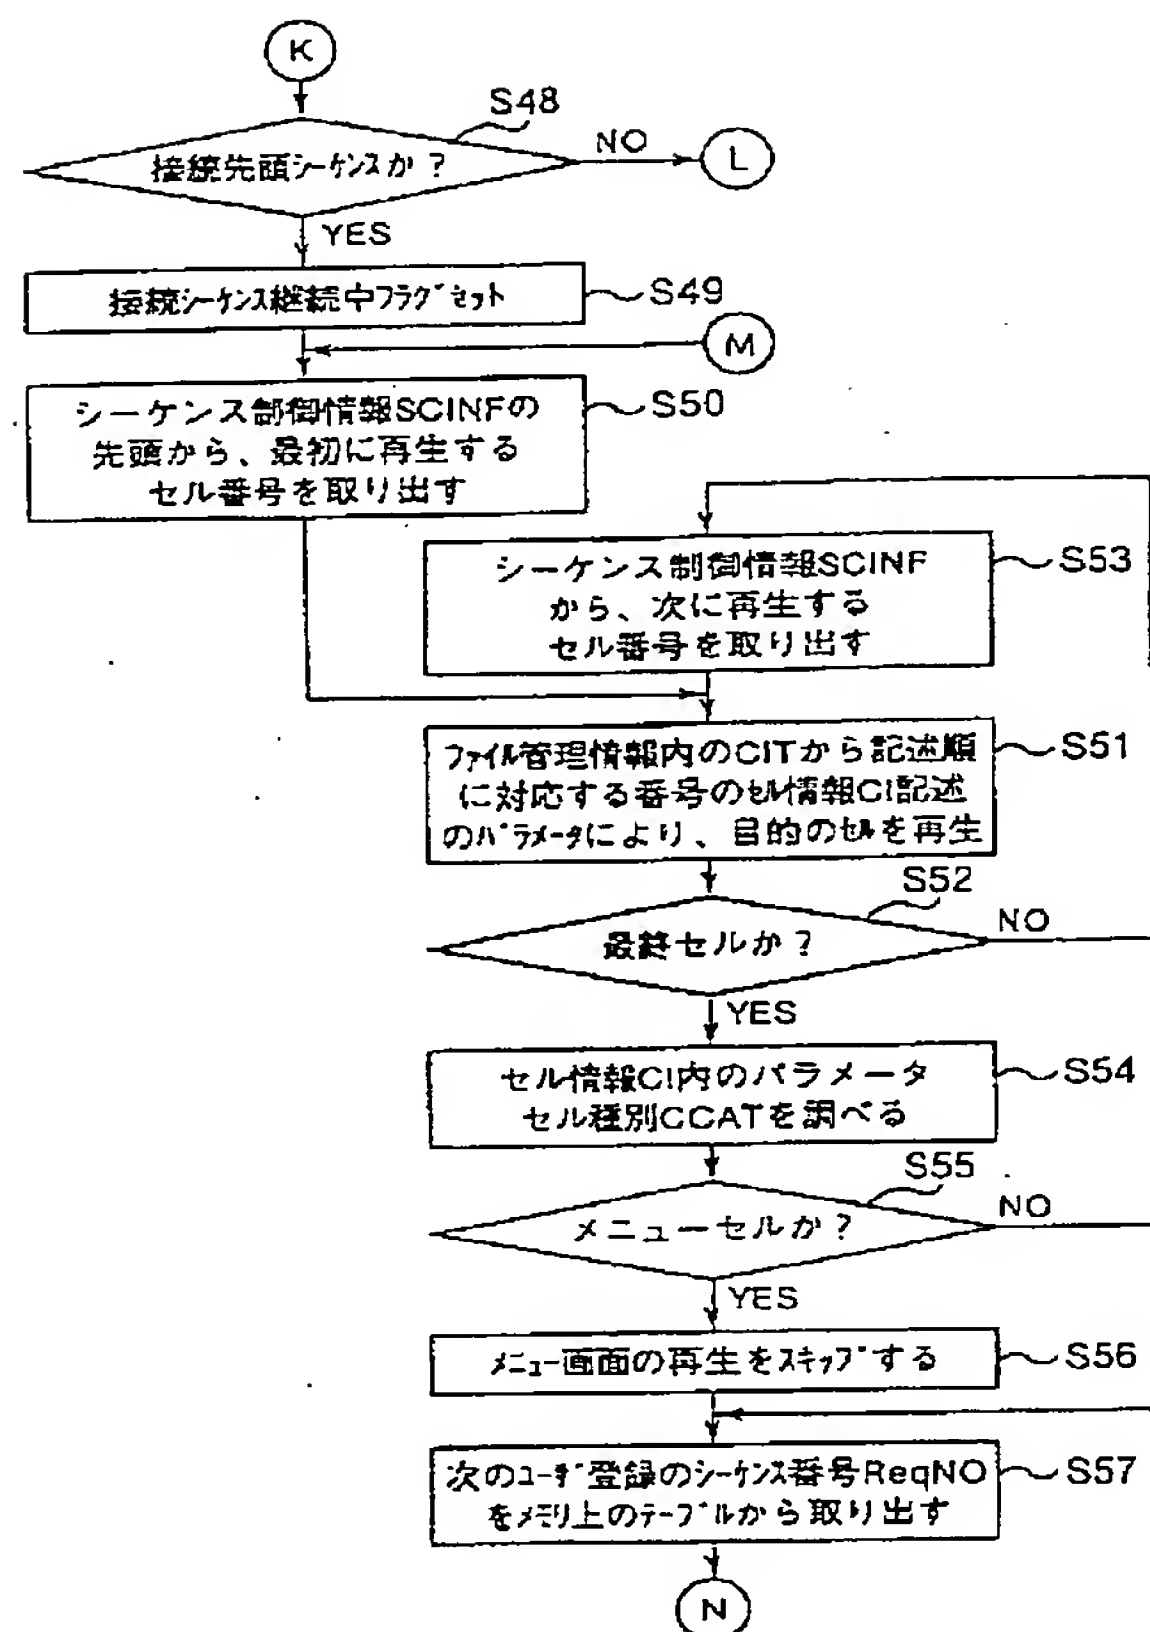 K
S48
接続先頭シーケンスか？
NO
L
YES
接続シーケンス継続中フラグセット
S49
M
シーケンス制御情報SCINFの
先頭から、最初に再生する
セル番号を取り出す
S50
シーケンス制御情報SCINF
から、次に再生する
セル番号を取り出す
S53
ファイル管理情報内のCITから記述順
に対応する番号のセル情報CI記述
のパラメータにより、目的のセルを再生
S51
S52
最終セルか？
NO
YES
セル情報CI内のパラメータ
セル種別CCATを調べる
S54
S55
メニューセルか？
NO
YES
メニュー画面の再生をスキップする
S56
次のユーザ登録のシーケンス番号ReqNO
をメモリ上のテーブルから取り出す
S57
N